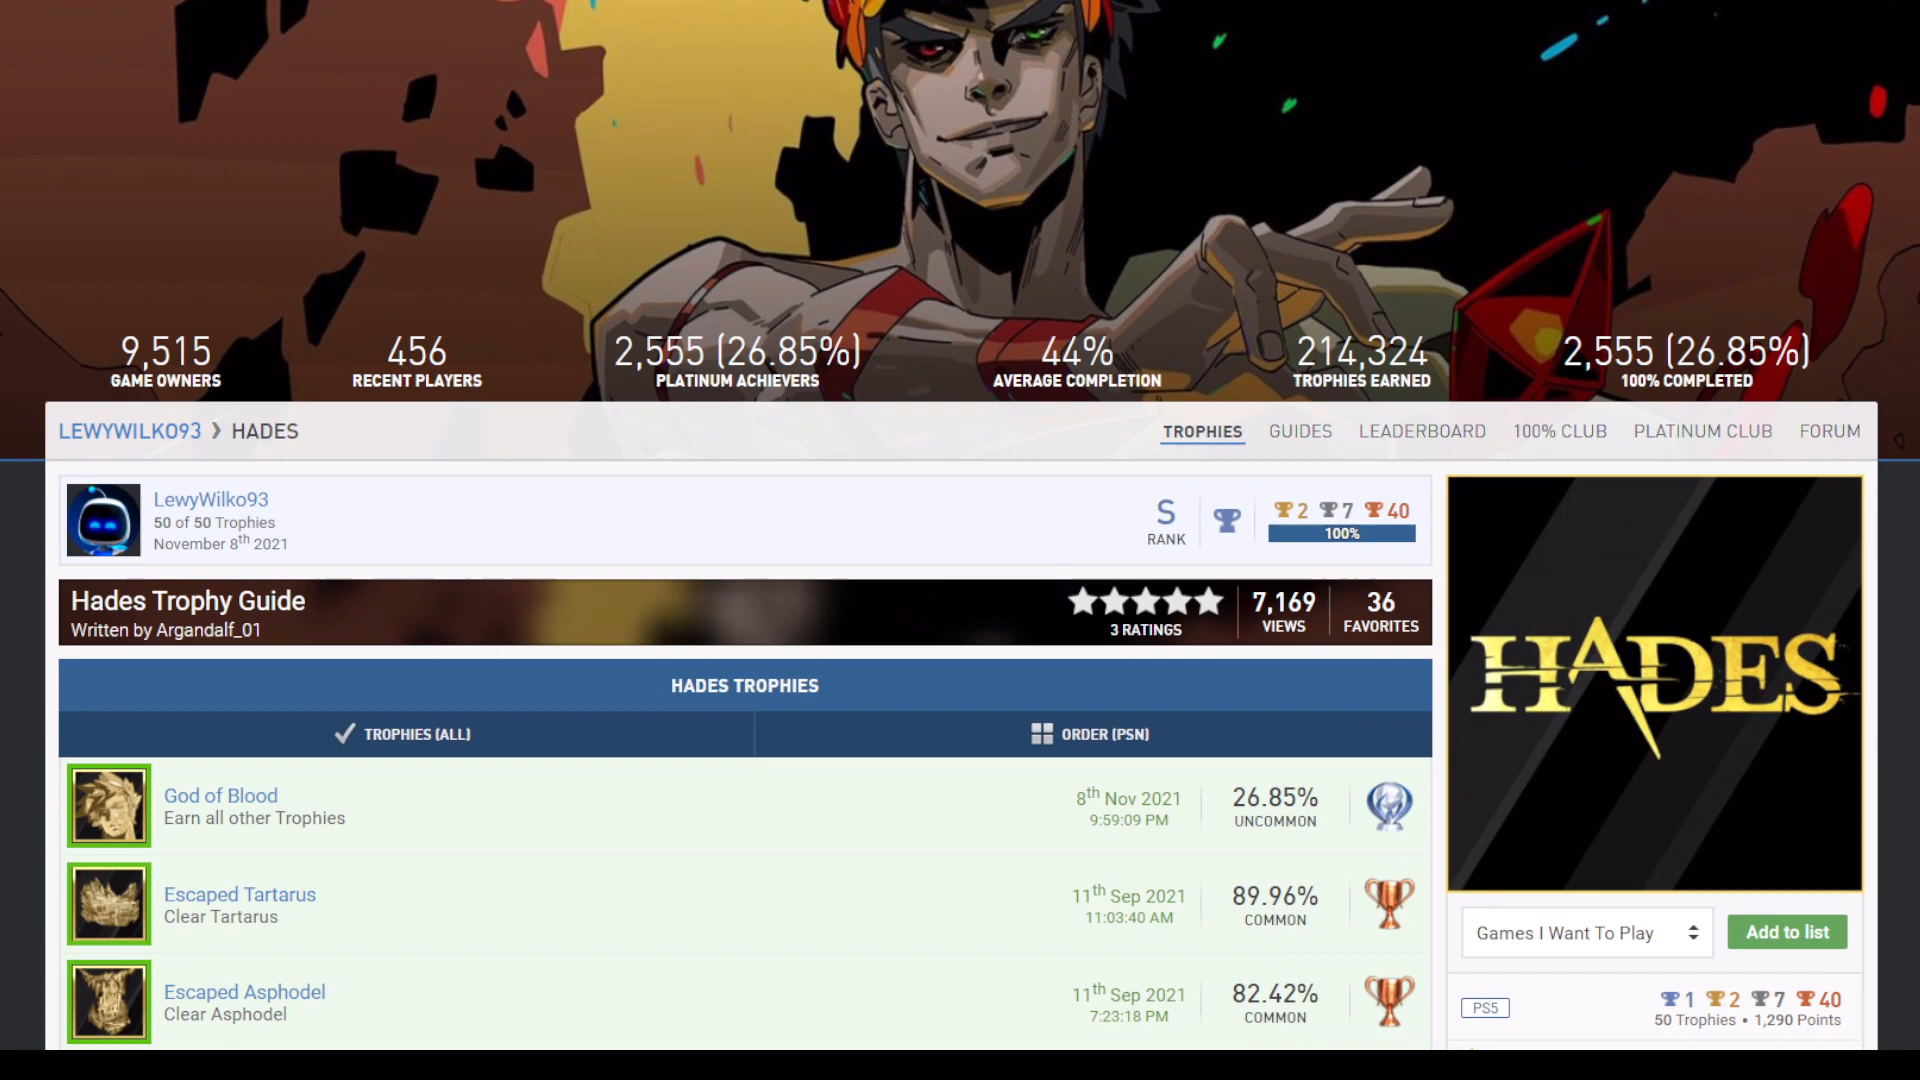 9,515
GAME OWNERS
456
RECENT PLAYERS
2,555 (26.85%)
PLATINUM ACHIEVERS
44%
AVERAGE COMPLETION
214,324
TROPHIES EARNED
2,555 (26.85%)
100% COMPLETED
LEWYWILKO93 ❯ HADES
TROPHIES GUIDES LEADERBOARD 100% CLUB PLATINUM CLUB FORUM
LewyWilko93
50 of 50 Trophies
November 8th 2021
S
RANK
2 7 40
100%
Hades Trophy Guide
Written by Argandalf_01
3 RATINGS
7,169
VIEWS
36
FAVORITES
HADES TROPHIES
TROPHIES (ALL)
ORDER (PSN)
God of Blood
Earn all other Trophies
8th Nov 2021
9:59:09 PM
26.85%
UNCOMMON
Escaped Tartarus
Clear Tartarus
11th Sep 2021
11:03:40 AM
89.96%
COMMON
Escaped Asphodel
Clear Asphodel
11th Sep 2021
7:23:18 PM
82.42%
COMMON
HADES
Games I Want To Play
Add to list
PS5
1 2 7 40
50 Trophies • 1,290 Points